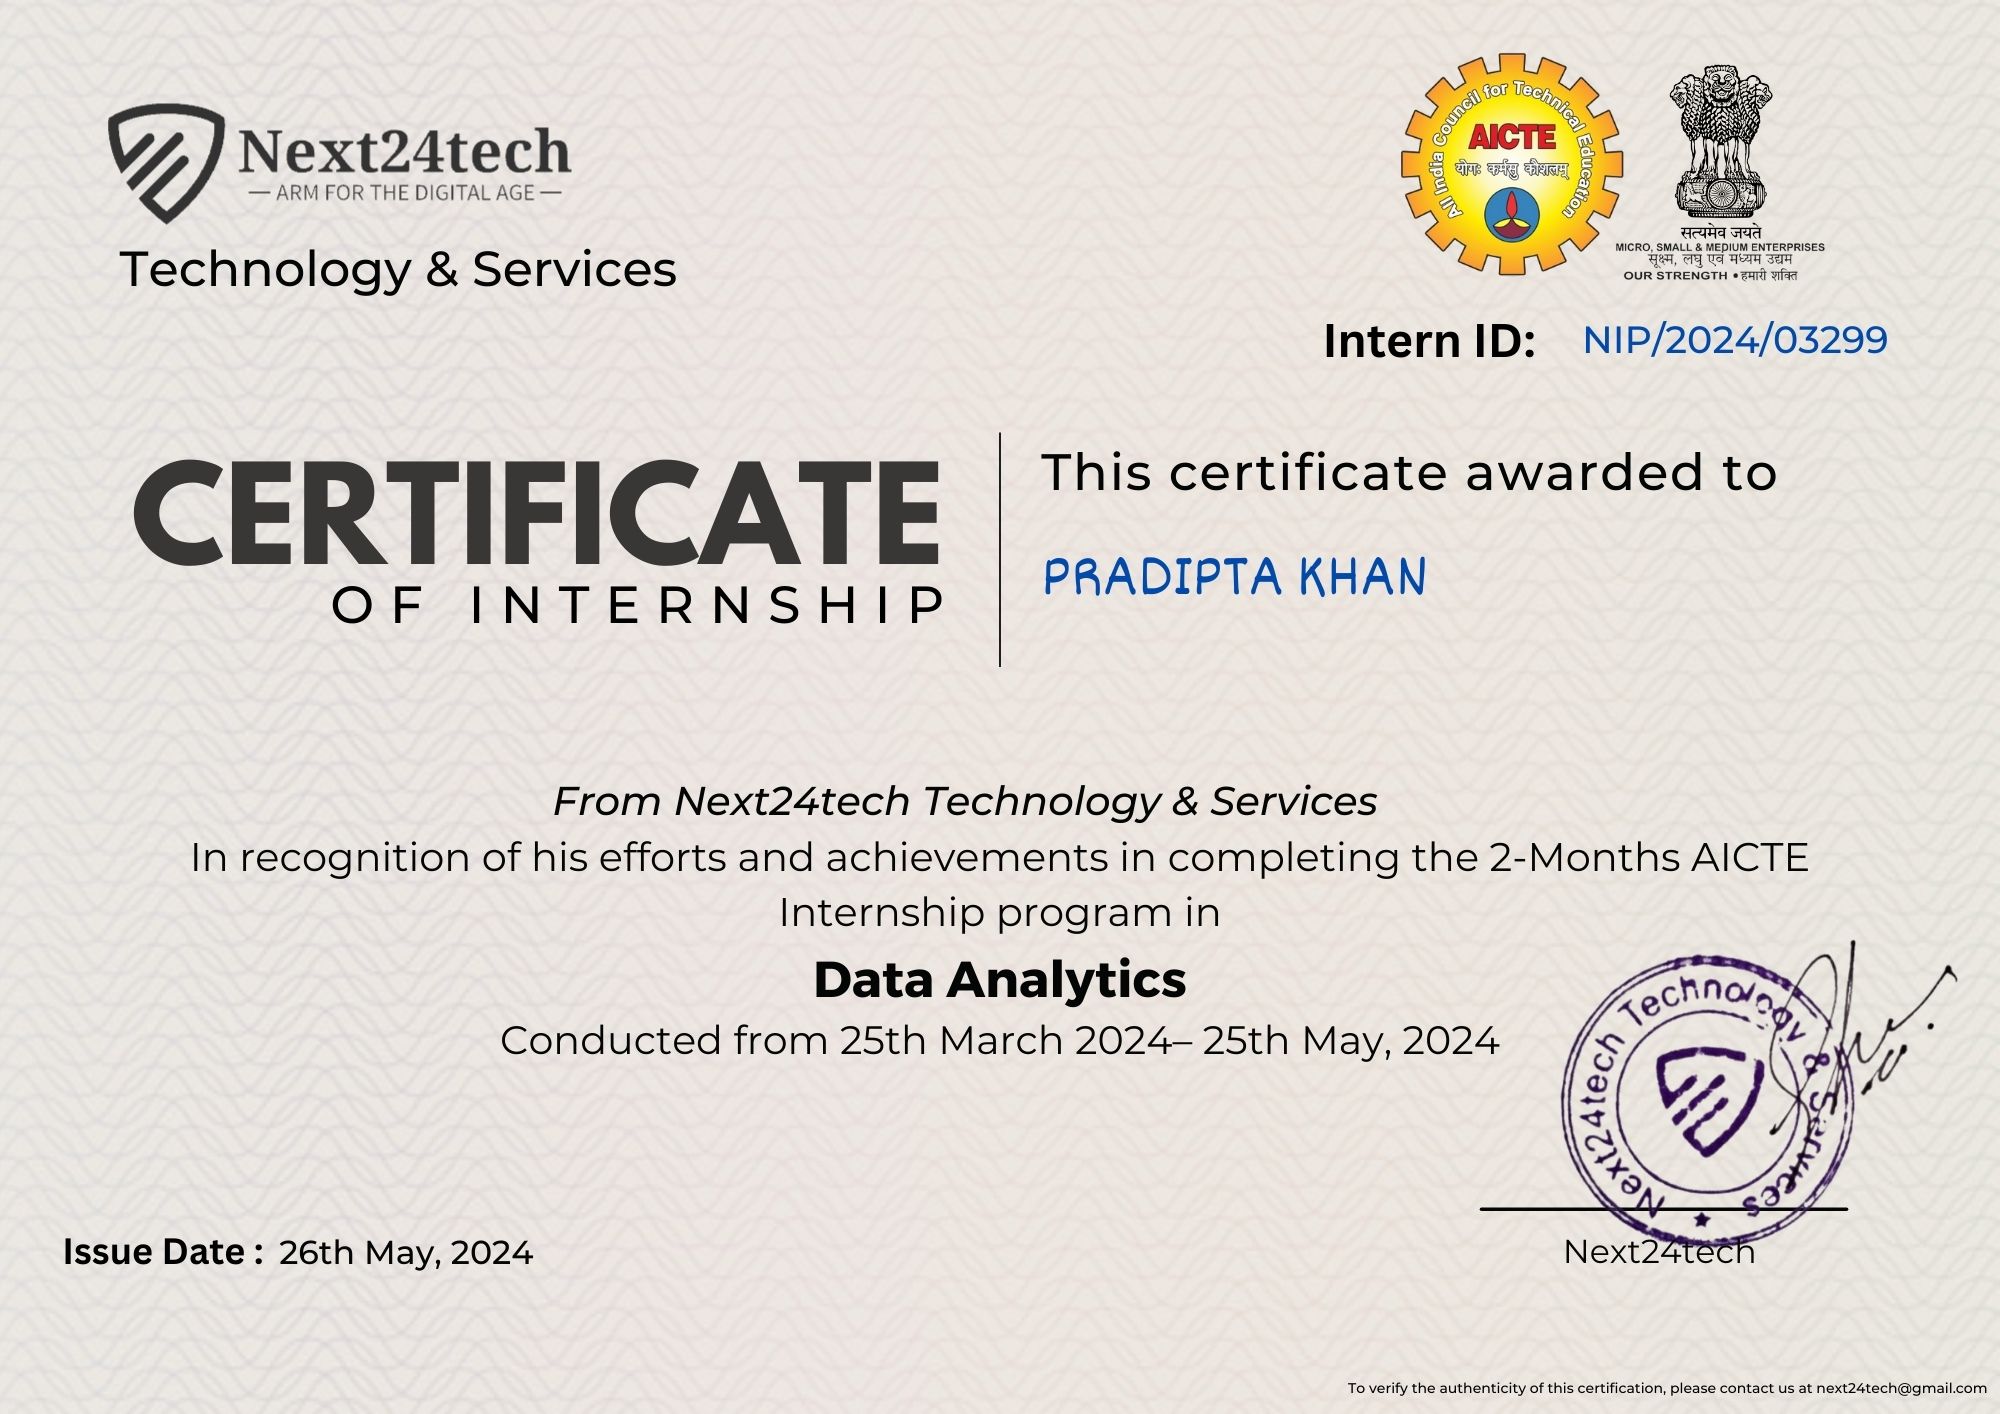 Next24tech
— ARM FOR THE DIGITAL AGE —
Technology & Services
All India Council for Technical Education
AICTE
योगः कर्मसु कौशलम्
सत्यमेव जयते
MICRO, SMALL & MEDIUM ENTERPRISES
सूक्ष्म, लघु एवं मध्यम उद्यम
OUR STRENGTH • हमारी शक्ति
Intern ID: NIP/2024/03299
CERTIFICATE
OF INTERNSHIP
This certificate awarded to
PRADIPTA KHAN
From Next24tech Technology & Services
In recognition of his efforts and achievements in completing the 2-Months AICTE
Internship program in
Data Analytics
Conducted from 25th March 2024– 25th May, 2024
Next24tech Technology & Services
Issue Date : 26th May, 2024
Next24tech
To verify the authenticity of this certification, please contact us at next24tech@gmail.com